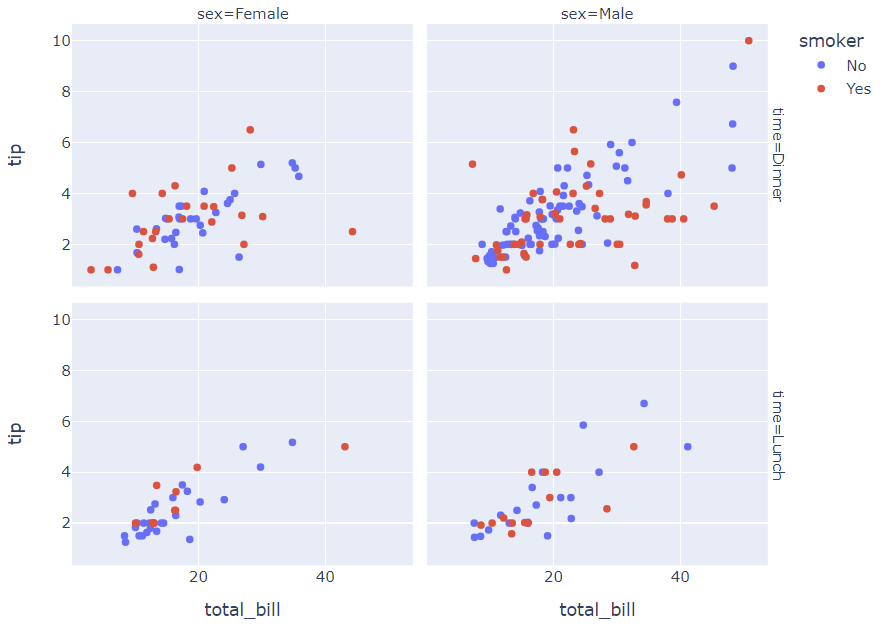 sex=Female
sex=Male
smoker
No
Yes
10
8
6
4
2
tip
time=Dinner
10
8
6
4
2
tip
time=Lunch
20
40
20
40
total_bill
total_bill